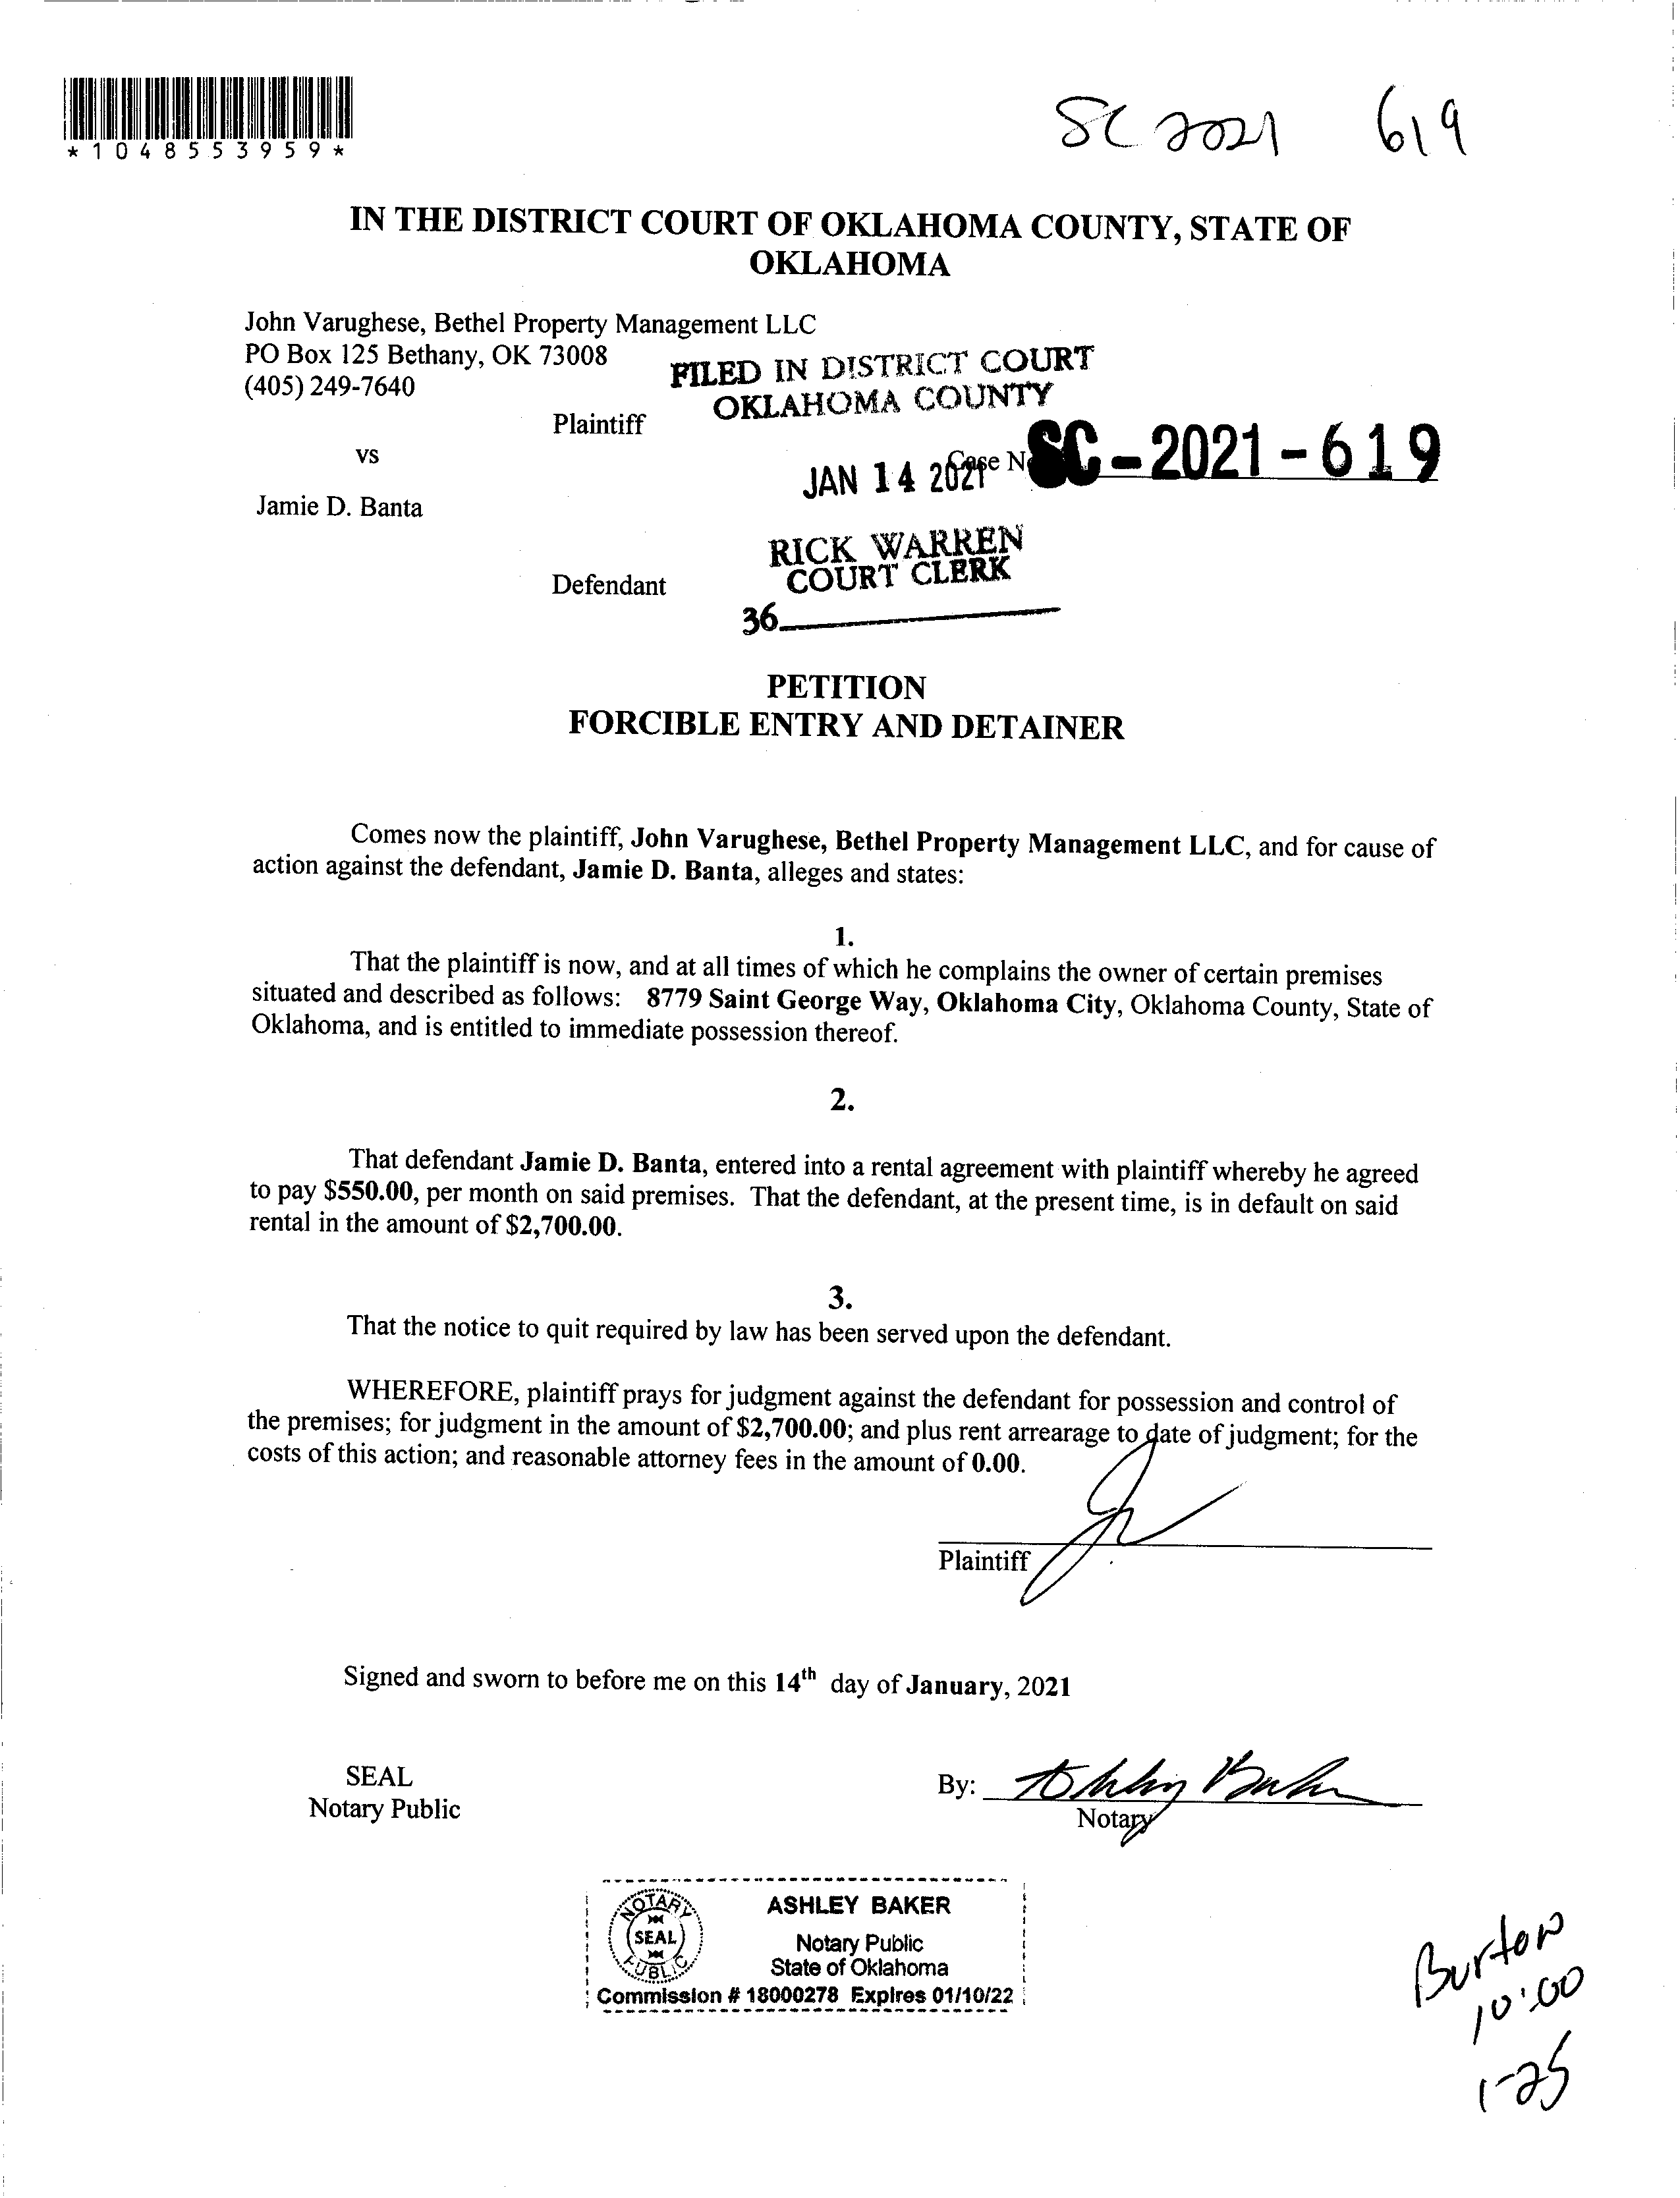 *1048553959*
SC 2021 619
IN THE DISTRICT COURT OF OKLAHOMA COUNTY, STATE OF
OKLAHOMA
John Varughese, Bethel Property Management LLC
PO Box 125 Bethany, OK 73008
(405) 249-7640
FILED IN DISTRICT COURT
OKLAHOMA COUNTY
Plaintiff
vs
JAN 14 2021 Case No SC-2021-619
Jamie D. Banta
RICK WARREN
COURT CLERK
Defendant
36
PETITION
FORCIBLE ENTRY AND DETAINER
Comes now the plaintiff, John Varughese, Bethel Property Management LLC, and for cause of
action against the defendant, Jamie D. Banta, alleges and states:
1.
That the plaintiff is now, and at all times of which he complains the owner of certain premises
situated and described as follows: 8779 Saint George Way, Oklahoma City, Oklahoma County, State of
Oklahoma, and is entitled to immediate possession thereof.
2.
That defendant Jamie D. Banta, entered into a rental agreement with plaintiff whereby he agreed
to pay $550.00, per month on said premises. That the defendant, at the present time, is in default on said
rental in the amount of $2,700.00.
3.
That the notice to quit required by law has been served upon the defendant.
WHEREFORE, plaintiff prays for judgment against the defendant for possession and control of
the premises; for judgment in the amount of $2,700.00; and plus rent arrearage to date of judgment; for the
costs of this action; and reasonable attorney fees in the amount of 0.00.
Plaintiff
Signed and sworn to before me on this 14th day of January, 2021
SEAL
Notary Public
By: Ashley Baker
Notary
NOTARY
SEAL
PUBLIC
ASHLEY BAKER
Notary Public
State of Oklahoma
Commission # 18000278 Expires 01/10/22
Burton
10:00
1-25